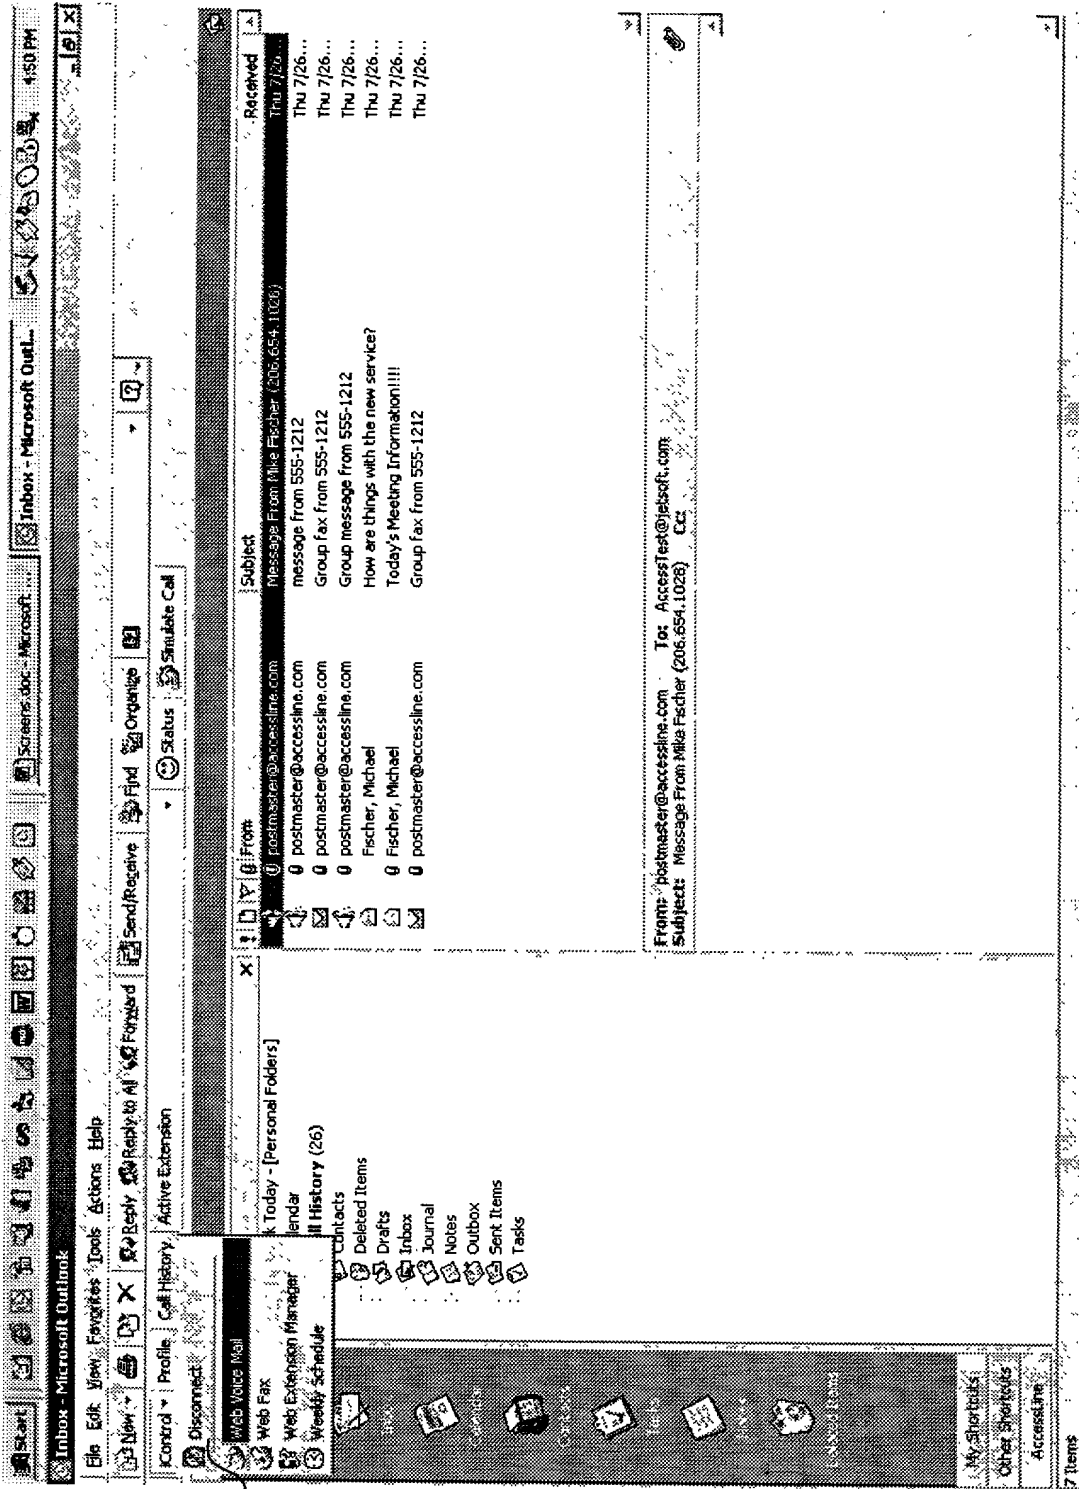 Start
Screens.doc - Microsoft ...
Inbox - Microsoft Outl...
4:50 PM
Inbox - Microsoft Outlook
File Edit View Favorites Tools Actions Help
New Reply Reply to All Forward Send/Receive Find Organize
iControl Profile Call History Active Extension Status Simulate Call
Disconnect
Web Voice Mail
Web Fax
Web Extension Manager
Weekly Schedule
k Today - [Personal Folders]
lendar
ll History (26)
Contacts
Deleted Items
Drafts
Inbox
Journal
Notes
Outbox
Sent Items
Tasks
! From Subject Received
postmaster@accessline.com Message From Mike Fischer (206.654.1028) Thu 7/26...
postmaster@accessline.com message from 555-1212 Thu 7/26...
postmaster@accessline.com Group fax from 555-1212 Thu 7/26...
postmaster@accessline.com Group message from 555-1212 Thu 7/26...
Fischer, Michael How are things with the new service? Thu 7/26...
Fischer, Michael Today's Meeting Information!!!! Thu 7/26...
postmaster@accessline.com Group fax from 555-1212 Thu 7/26...
From: postmaster@accessline.com To: AccessTest@jetsoft.com
Subject: Message From Mike Fischer (206.654.1028) Cc:
My Shortcuts
Other Shortcuts
AccessLine
7 Items